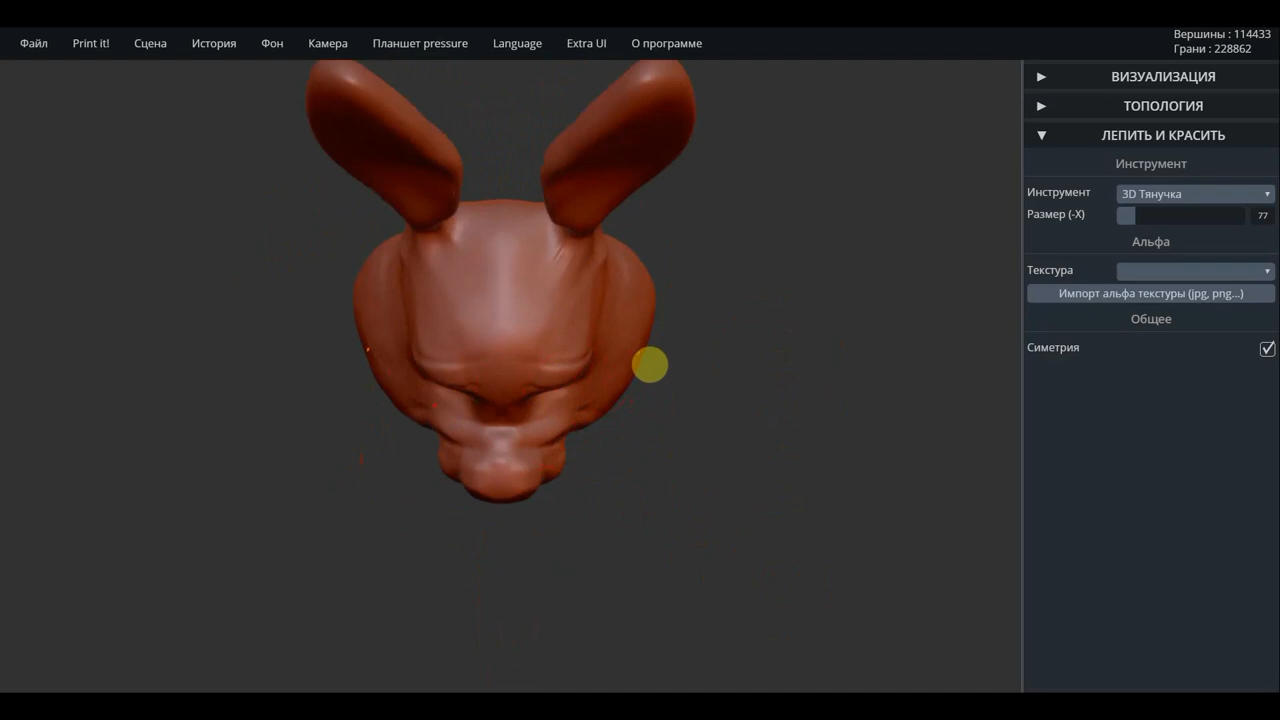 Файл Print it! Сцена История Фон Камера Планшет pressure Language Extra UI О программе
Вершины : 114433
Грани : 228862
ВИЗУАЛИЗАЦИЯ
ТОПОЛОГИЯ
ЛЕПИТЬ И КРАСИТЬ
Инструмент
Инструмент 3D Тянучка
Размер (-X) 77
Альфа
Текстура
Импорт альфа текстуры (jpg, png...)
Общее
Симетрия